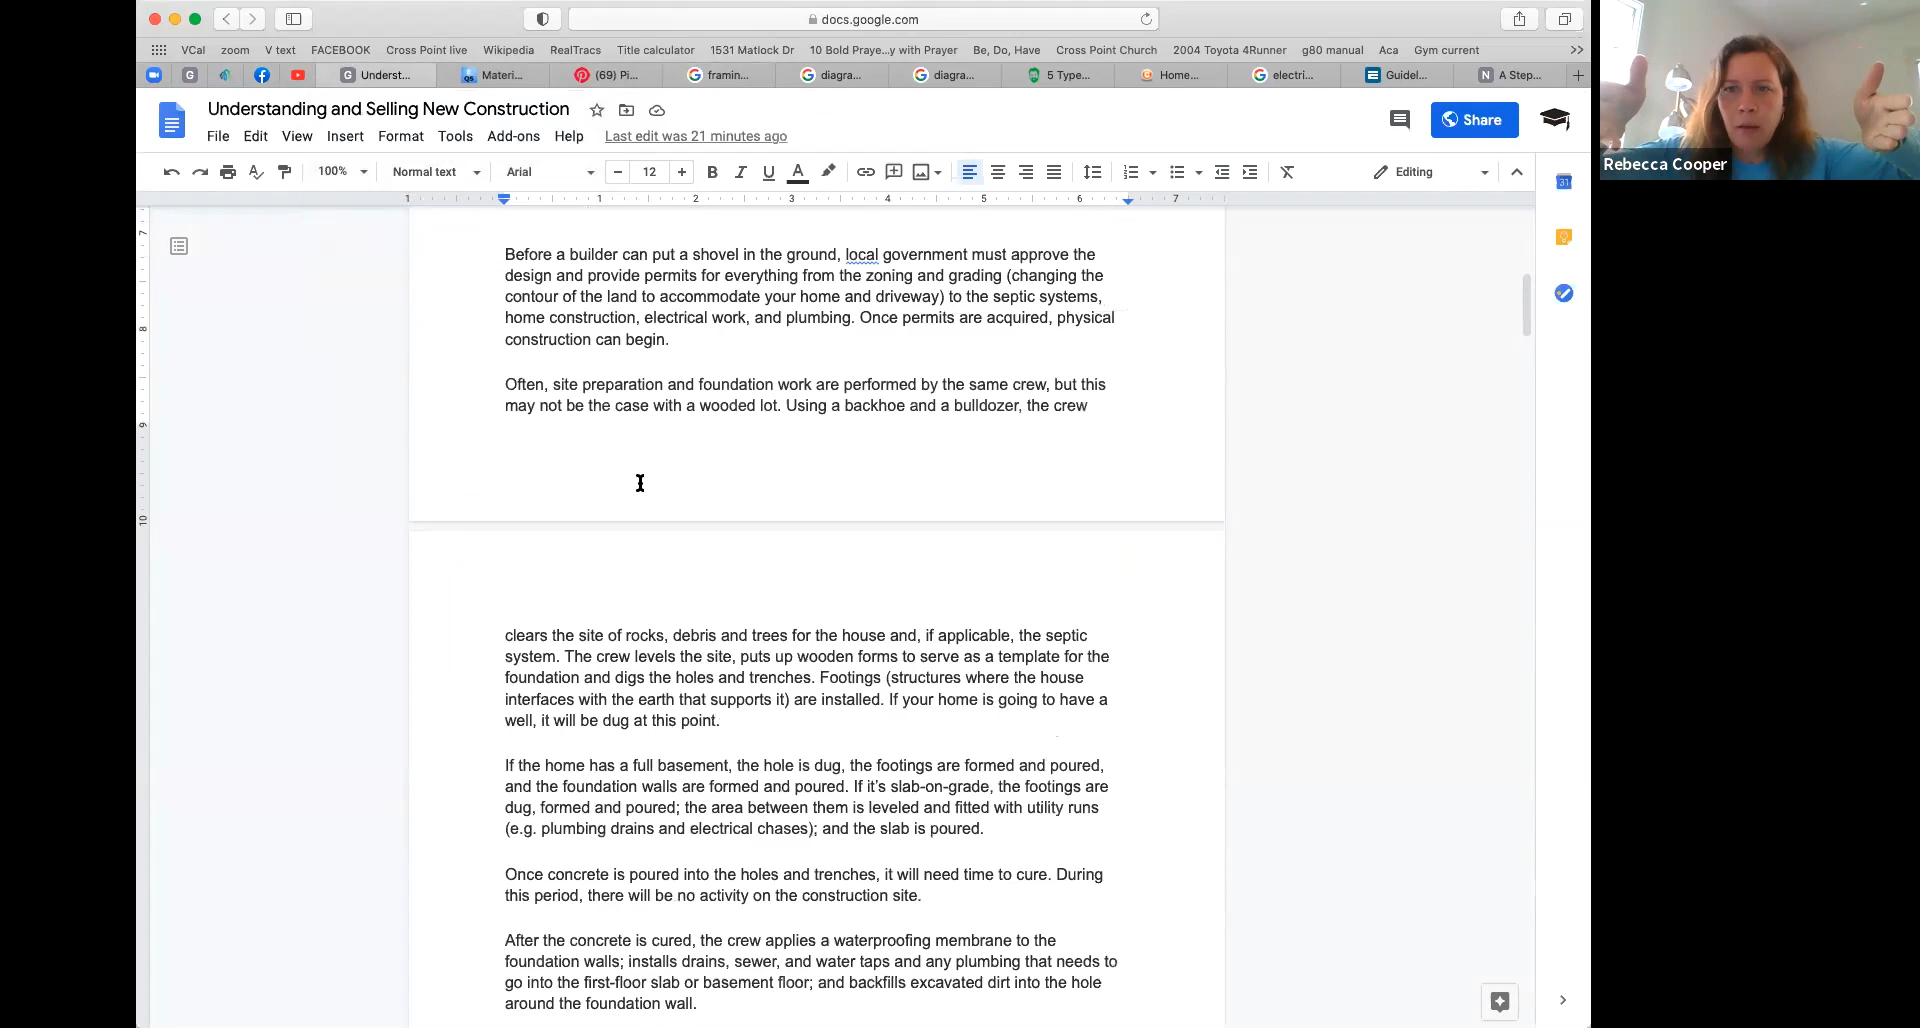 docs.google.com
VCal zoom V text FACEBOOK Cross Point live Wikipedia RealTracs Title calculator 1531 Matlock Dr 10 Bold Praye...y with Prayer Be, Do, Have Cross Point Church 2004 Toyota 4Runner g80 manual Aca Gym current >>
G Underst... QS Materi... (69) Pi... framin... diagra... diagra... 5 Type... Home... electri... Guidel... N A Step... +
Understanding and Selling New Construction
Share
File Edit View Insert Format Tools Add-ons Help Last edit was 21 minutes ago
100% Normal text Arial − 12 + B I U A Editing
1 1 2 3 4 5 6 7
Rebecca Cooper
31
7
8
9
10
Before a builder can put a shovel in the ground, local government must approve the
design and provide permits for everything from the zoning and grading (changing the
contour of the land to accommodate your home and driveway) to the septic systems,
home construction, electrical work, and plumbing. Once permits are acquired, physical
construction can begin.
Often, site preparation and foundation work are performed by the same crew, but this
may not be the case with a wooded lot. Using a backhoe and a bulldozer, the crew
clears the site of rocks, debris and trees for the house and, if applicable, the septic
system. The crew levels the site, puts up wooden forms to serve as a template for the
foundation and digs the holes and trenches. Footings (structures where the house
interfaces with the earth that supports it) are installed. If your home is going to have a
well, it will be dug at this point.
If the home has a full basement, the hole is dug, the footings are formed and poured,
and the foundation walls are formed and poured. If it’s slab-on-grade, the footings are
dug, formed and poured; the area between them is leveled and fitted with utility runs
(e.g. plumbing drains and electrical chases); and the slab is poured.
Once concrete is poured into the holes and trenches, it will need time to cure. During
this period, there will be no activity on the construction site.
After the concrete is cured, the crew applies a waterproofing membrane to the
foundation walls; installs drains, sewer, and water taps and any plumbing that needs to
go into the first-floor slab or basement floor; and backfills excavated dirt into the hole
around the foundation wall.